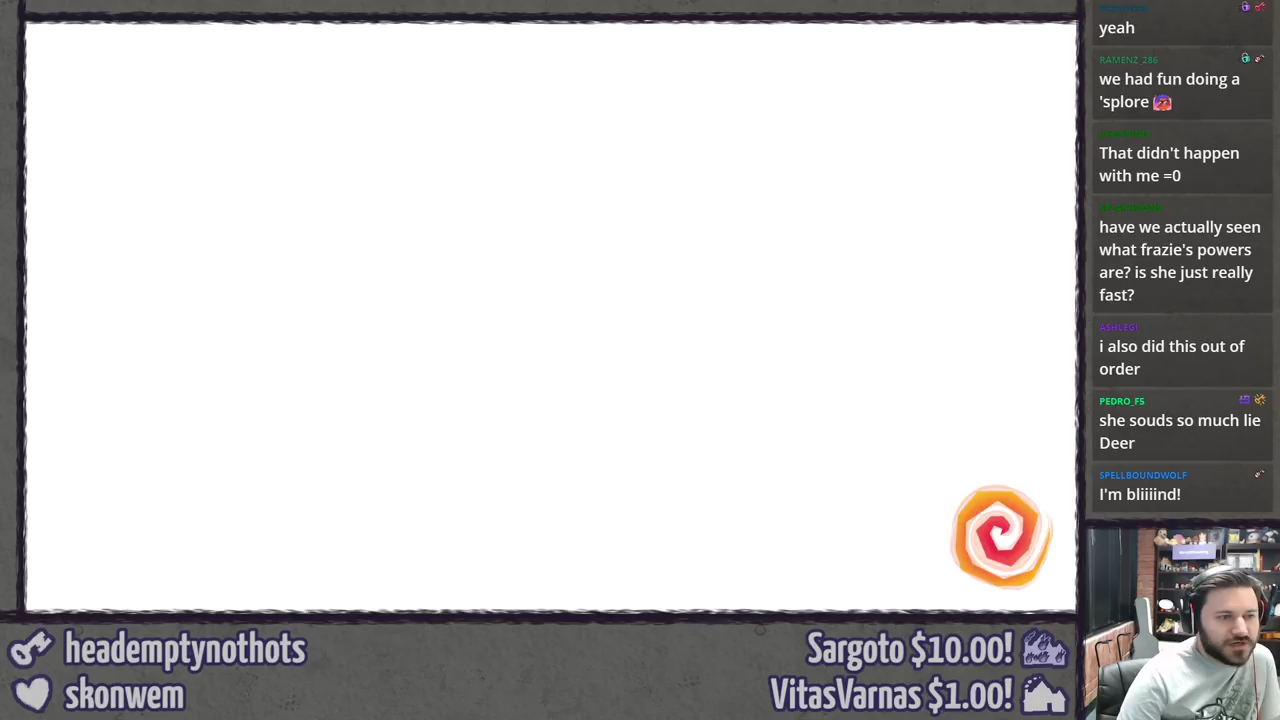 yeah
RAMENZ_286
we had fun doing a
'splore
That didn't happen
with me =0
have we actually seen
what frazie's powers
are? is she just really
fast?
ASHLEGI
i also did this out of
order
PEDRO_F5
she souds so much lie
Deer
SPELLBOUNDWOLF
I'm bliiiind!
heademptynothots
skonwem
Sargoto $10.00!
VitasVarnas $1.00!